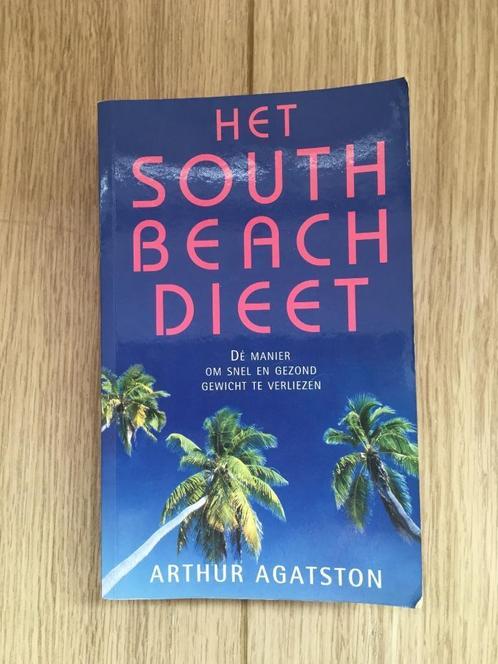 HET
SOUTH
BEACH
DIEET
DÉ MANIER
OM SNEL EN GEZOND
GEWICHT TE VERLIEZEN
ARTHUR AGATSTON